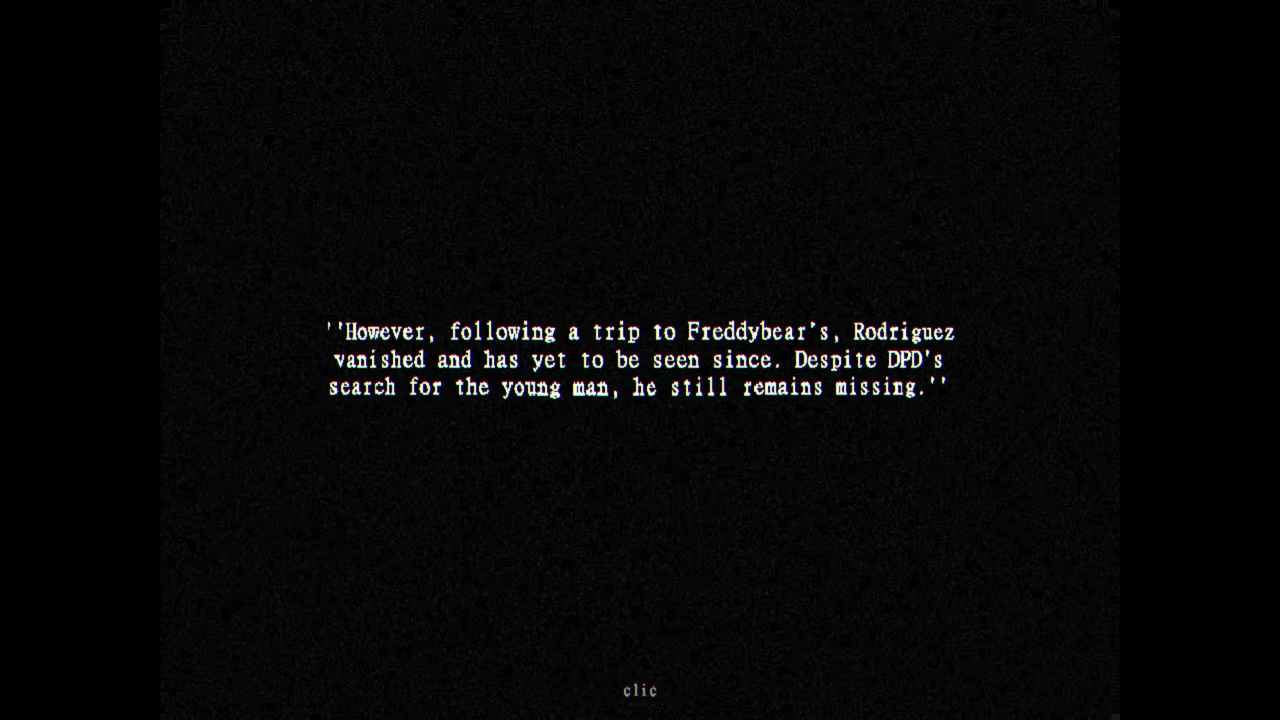 ''However, following a trip to Freddybear's, Rodriguez
vanished and has yet to be seen since. Despite DPD's
search for the young man, he still remains missing.''
clic